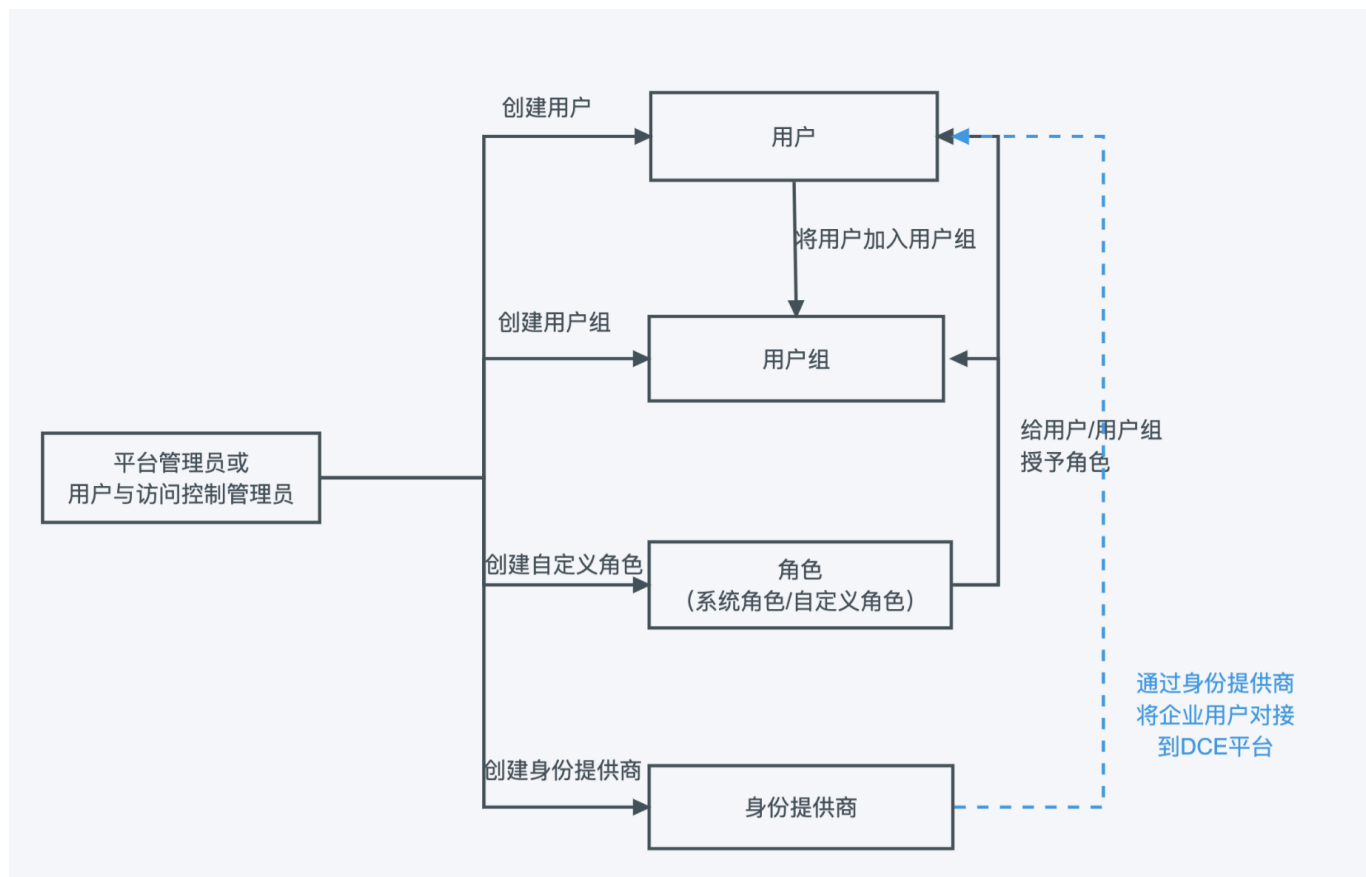 创建用户
用户
将用户加入用户组
创建用户组
用户组
给用户/用户组
授予角色
平台管理员或
用户与访问控制管理员
创建自定义角色
角色
（系统角色/自定义角色）
通过身份提供商
将企业用户对接
到DCE平台
创建身份提供商
身份提供商